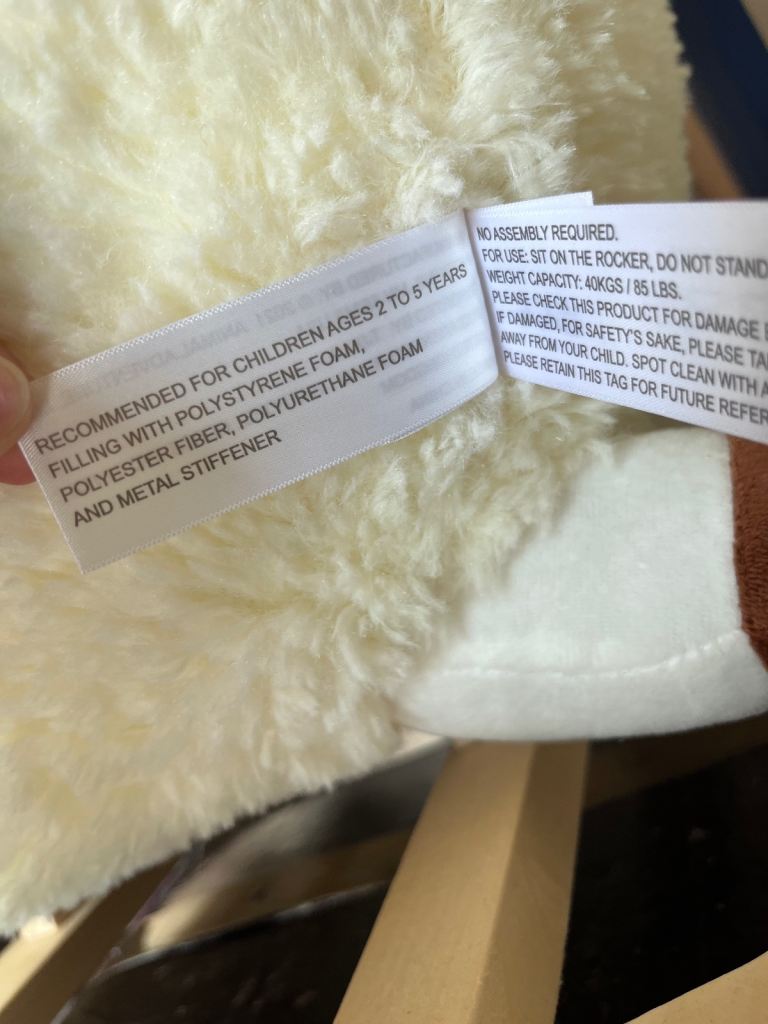 RECOMMENDED FOR CHILDREN AGES 2 TO 5 YEARS
FILLING WITH POLYSTYRENE FOAM,
POLYESTER FIBER, POLYURETHANE FOAM
AND METAL STIFFENER
NO ASSEMBLY REQUIRED.
FOR USE: SIT ON THE ROCKER, DO NOT STAND
WEIGHT CAPACITY: 40KGS / 85 LBS.
PLEASE CHECK THIS PRODUCT FOR DAMAGE
IF DAMAGED, FOR SAFETY'S SAKE, PLEASE
AWAY FROM YOUR CHILD. SPOT CLEAN WITH
PLEASE RETAIN THIS TAG FOR FUTURE